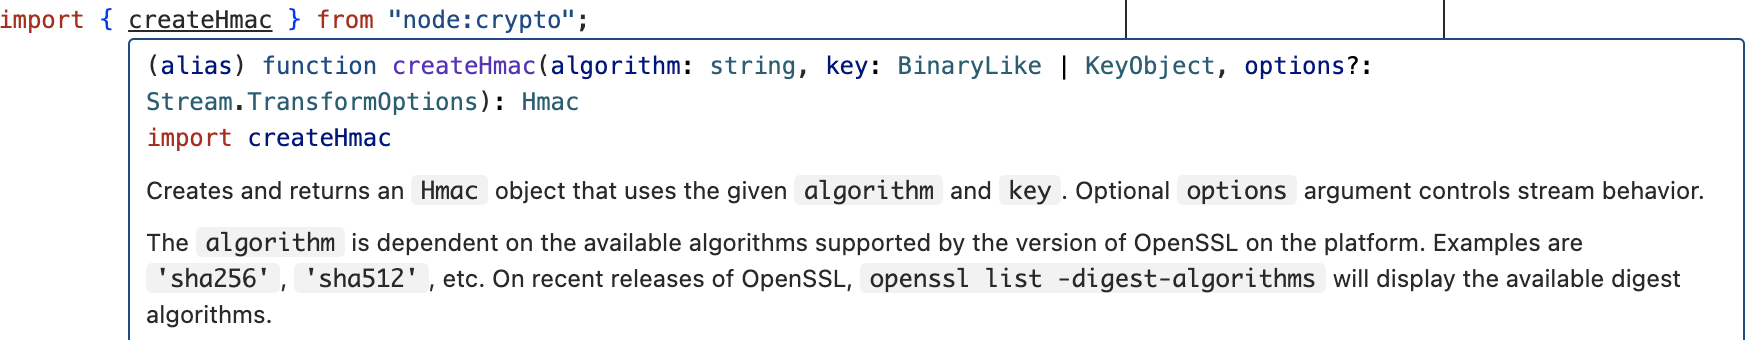 import { createHmac } from "node:crypto";
(alias) function createHmac(algorithm: string, key: BinaryLike | KeyObject, options?:
Stream.TransformOptions): Hmac
import createHmac
Creates and returns an Hmac object that uses the given algorithm and key. Optional options argument controls stream behavior.
The algorithm is dependent on the available algorithms supported by the version of OpenSSL on the platform. Examples are
'sha256', 'sha512', etc. On recent releases of OpenSSL, openssl list -digest-algorithms will display the available digest
algorithms.